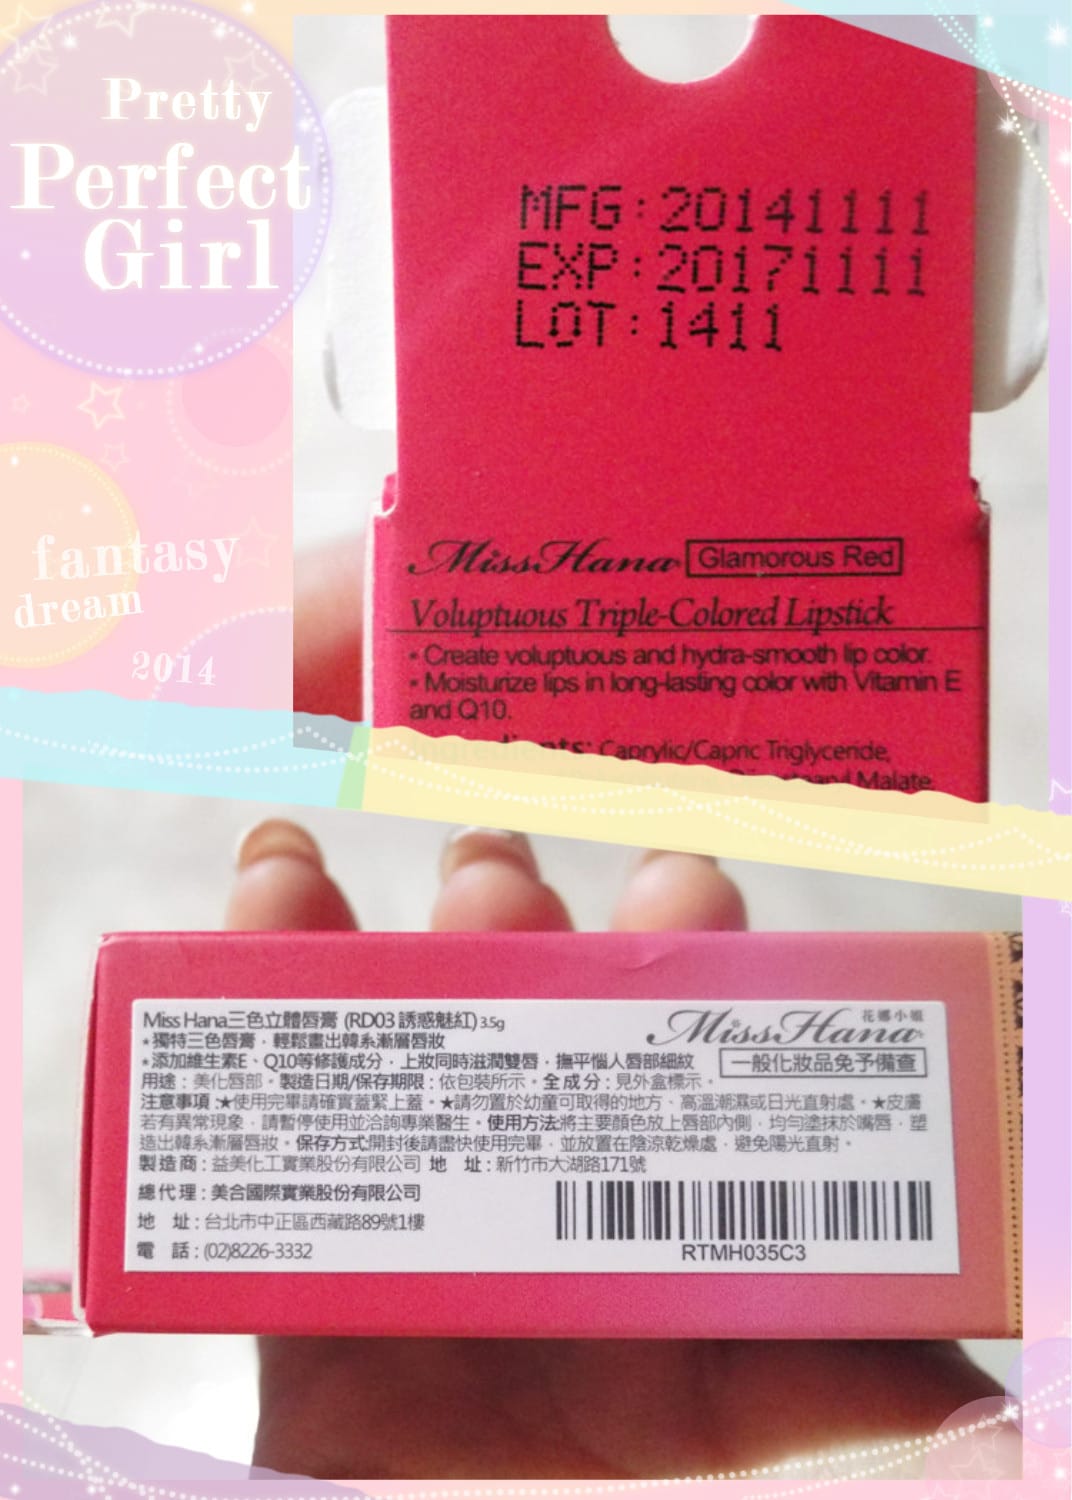 Pretty
Perfect
Girl
fantasy
dream
2014
MFG:20141111
EXP:20171111
LOT:1411
MissHana Glamorous Red
Voluptuous Triple-Colored Lipstick
• Create voluptuous and hydra-smooth lip color.
• Moisturize lips in long-lasting color with Vitamin E
and Q10.
Caprylic/Capric Triglyceride,
Malate,
Miss Hana三色立體唇膏 (RD03 誘惑魅紅) 3.5g
花娜小姐
MissHana
★獨特三色唇膏，輕鬆畫出韓系漸層唇妝
★添加維生素E、Q10等修護成分，上妝同時滋潤雙唇，撫平惱人唇部細紋
一般化妝品免予備查
用途：美化唇部。製造日期/保存期限：依包裝所示。全成分：見外盒標示。
注意事項:★使用完畢請確實蓋緊上蓋。★請勿置於幼童可取得的地方、高溫潮濕或日光直射處。★皮膚
若有異常現象，請暫停使用並洽詢專業醫生。使用方法:將主要顏色放上唇部內側，均勻塗抹於嘴唇，塑
造出韓系漸層唇妝。保存方式:開封後請盡快使用完畢，並放置在陰涼乾燥處，避免陽光直射。
製造商：益美化工實業股份有限公司 地 址：新竹市大湖路171號
總代理：美合國際實業股份有限公司
地 址：台北市中正區西藏路89號1樓
電 話：(02)8226-3332
RTMH035C3